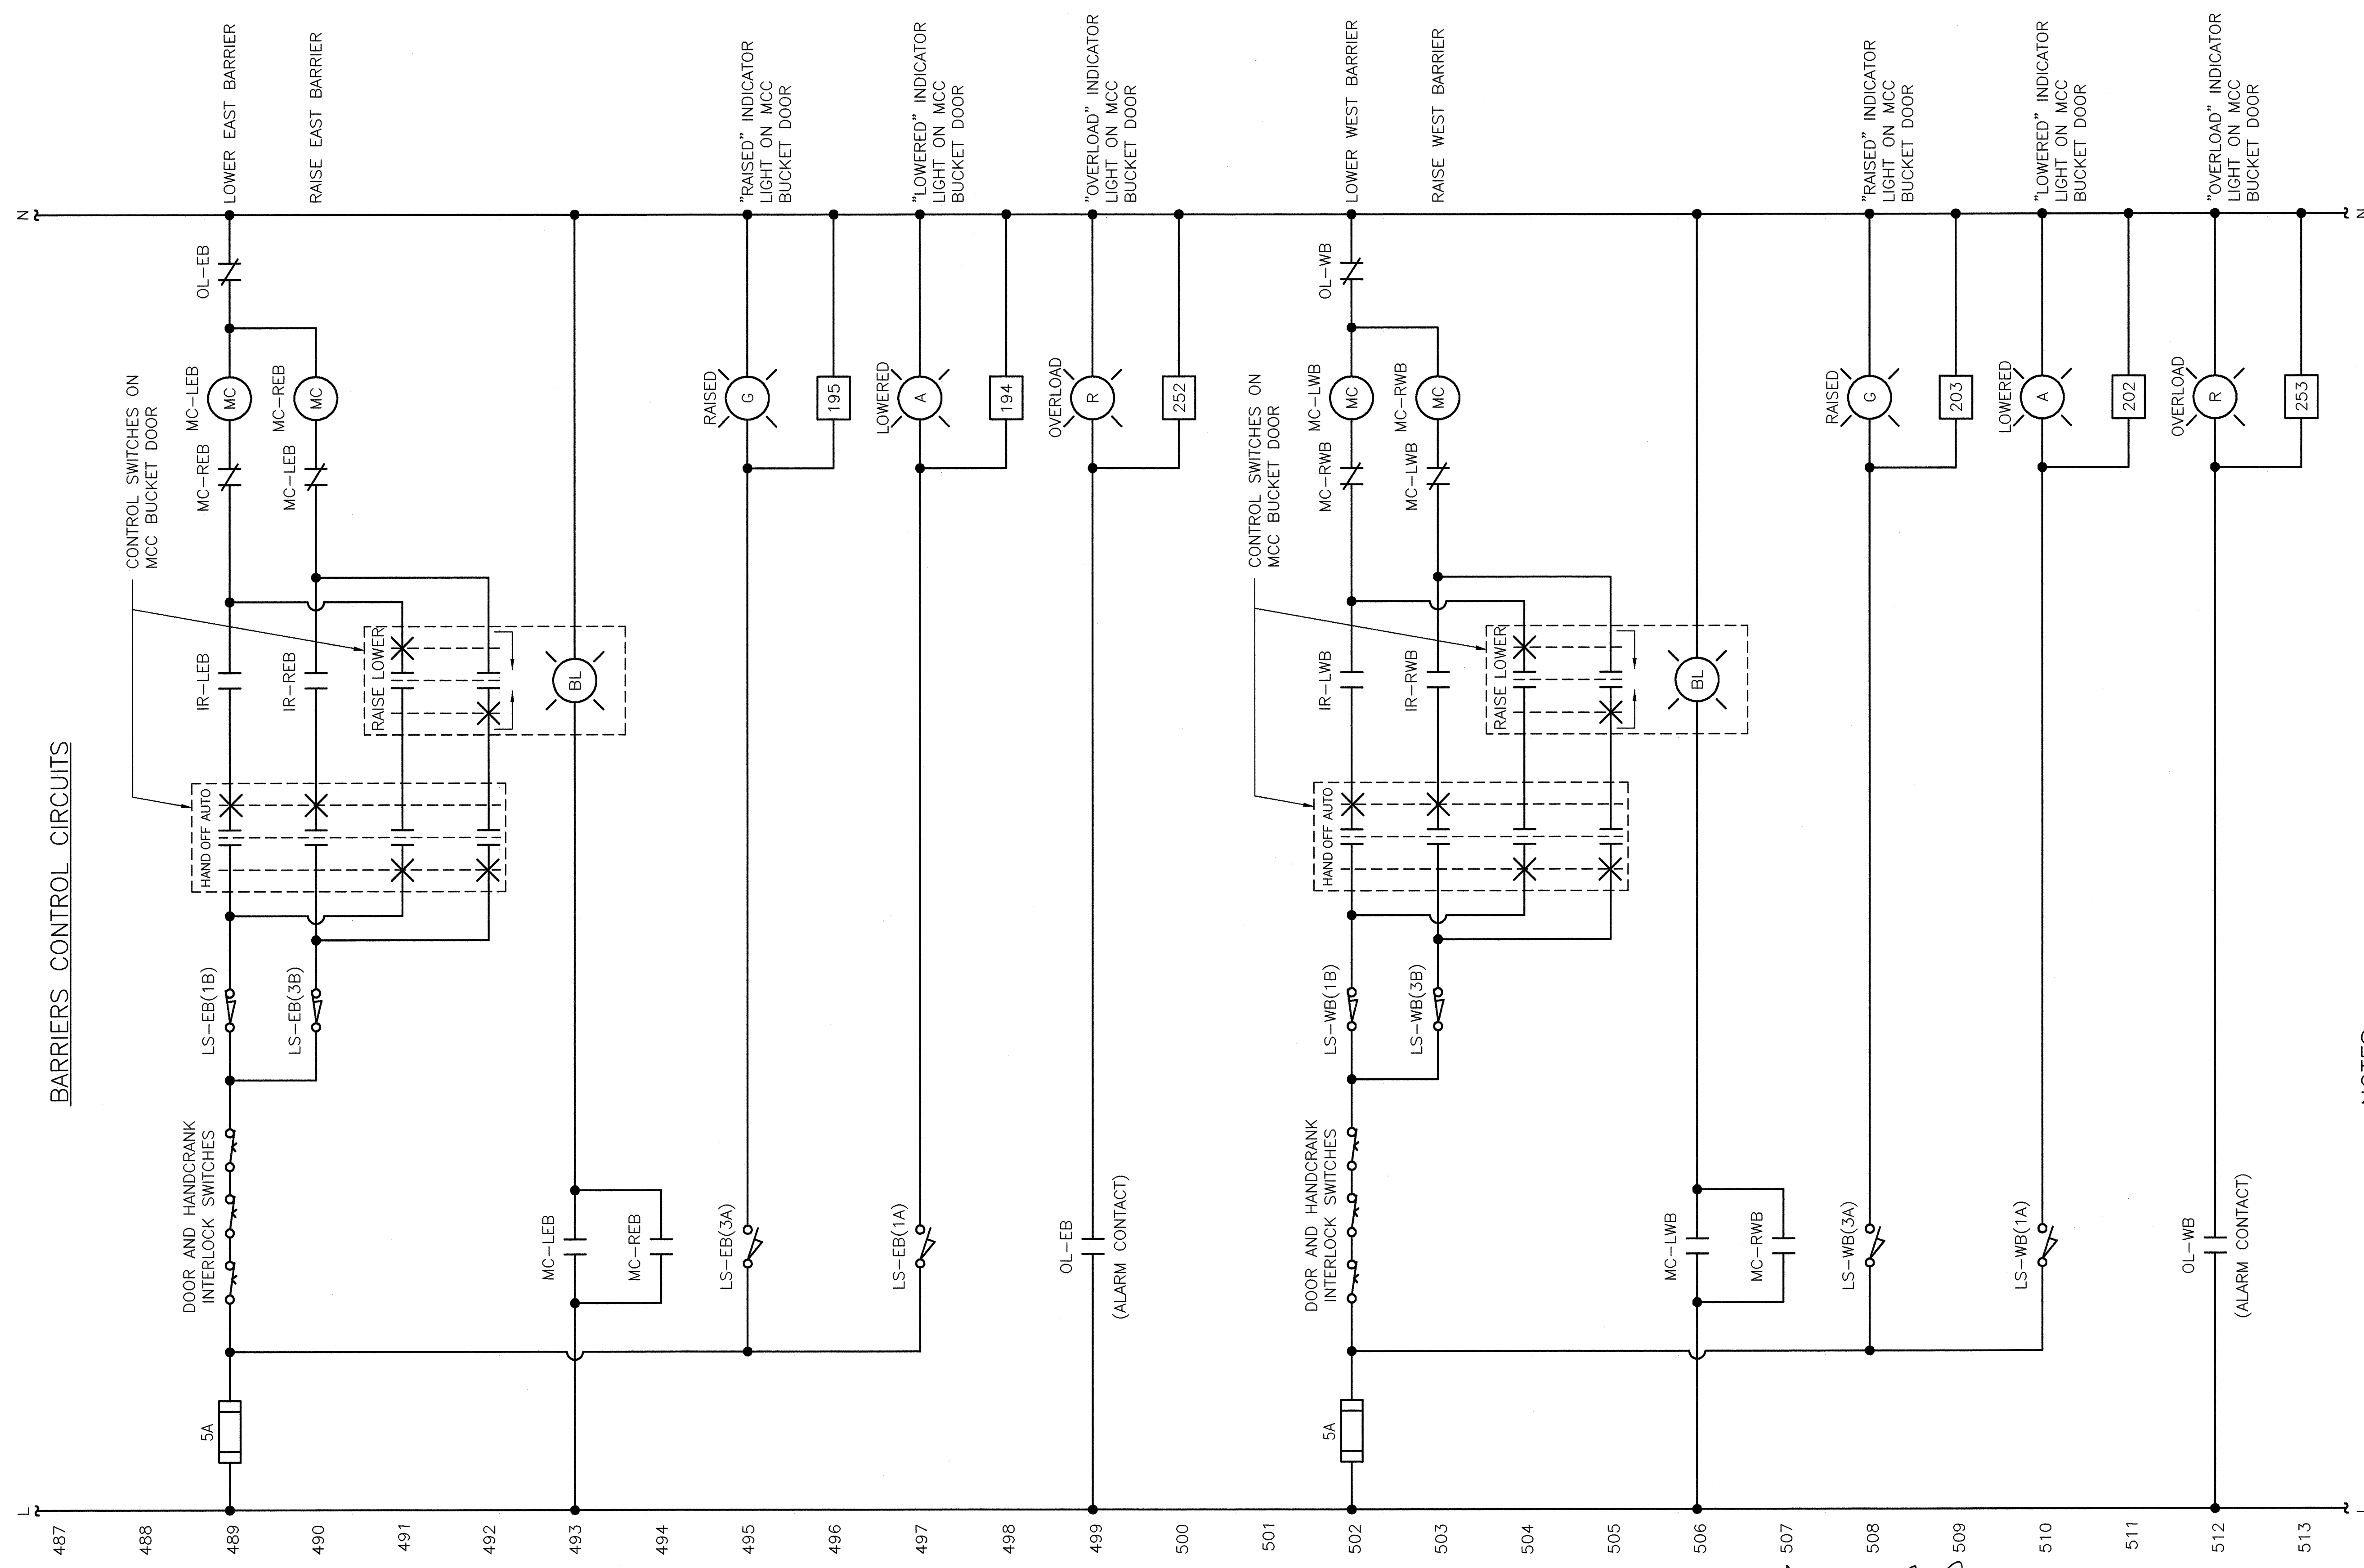 BARRIERS CONTROL CIRCUITS
L
N
487
488
CONTROL SWITCHES ON
MCC BUCKET DOOR
489
5A
DOOR AND HANDCRANK
INTERLOCK SWITCHES
LS-EB(1B)
HAND OFF AUTO
IR-LEB
MC-REB
MC-LEB
MC
OL-EB
LOWER EAST BARRIER
490
LS-EB(3B)
IR-REB
MC-LEB
MC-REB
MC
RAISE EAST BARRIER
491
RAISE LOWER
492
493
MC-LEB
BL
494
MC-REB
495
LS-EB(3A)
RAISED
G
"RAISED" INDICATOR
LIGHT ON MCC
BUCKET DOOR
496
195
497
LS-EB(1A)
LOWERED
A
"LOWERED" INDICATOR
LIGHT ON MCC
BUCKET DOOR
498
194
499
OL-EB
(ALARM CONTACT)
OVERLOAD
R
"OVERLOAD" INDICATOR
LIGHT ON MCC
BUCKET DOOR
500
252
501
CONTROL SWITCHES ON
MCC BUCKET DOOR
502
5A
DOOR AND HANDCRANK
INTERLOCK SWITCHES
LS-WB(1B)
HAND OFF AUTO
IR-LWB
MC-RWB
MC-LWB
MC
OL-WB
LOWER WEST BARRIER
503
LS-WB(3B)
IR-RWB
MC-LWB
MC-RWB
MC
RAISE WEST BARRIER
504
RAISE LOWER
505
506
MC-LWB
BL
507
MC-RWB
508
LS-WB(3A)
RAISED
G
"RAISED" INDICATOR
LIGHT ON MCC
BUCKET DOOR
509
203
510
LS-WB(1A)
LOWERED
A
"LOWERED" INDICATOR
LIGHT ON MCC
BUCKET DOOR
511
202
512
OL-WB
(ALARM CONTACT)
OVERLOAD
R
"OVERLOAD" INDICATOR
LIGHT ON MCC
BUCKET DOOR
513
253
N